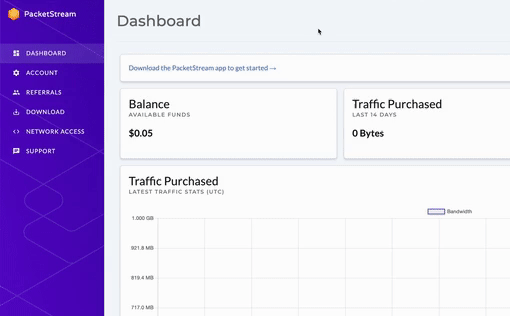 PacketStream
Dashboard
DASHBOARD
ACCOUNT
REFERRALS
DOWNLOAD
NETWORK ACCESS
SUPPORT
Download the PacketStream app to get started →
Balance
AVAILABLE FUNDS
$0.05
Traffic Purchased
LAST 14 DAYS
0 Bytes
Traffic Purchased
LATEST TRAFFIC STATS (UTC)
Bandwidth
1.000 GB
921.8 MB
819.4 MB
717.0 MB